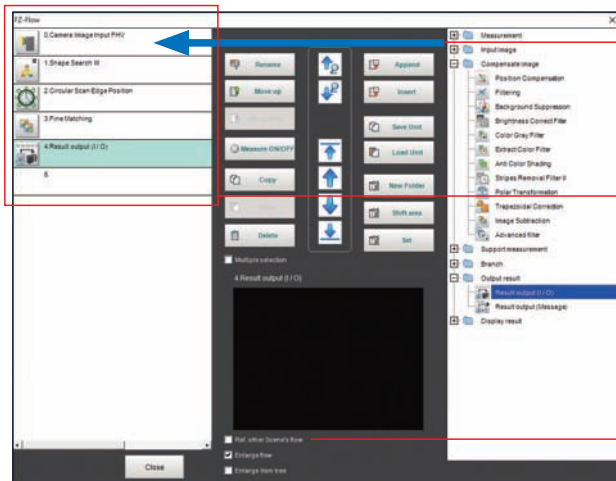 FZ-Flow
0.Camera Image Input FHV
1.Shape Search III
2.Circular Scan Edge Position
3.Fine Matching
4.Result output (I / O)
5.
Close
Rename
Move up
Measure ON/OFF
Copy
Delete
Append
Insert
Save Unit
Load Unit
New Folder
Shift area
Set
Multiple selection
4.Result output (I / O)
Ref. other Scene's flow
Enlarge flow
Enlarge item tree
Measurement
Input image
Compensate image
Position Compensation
Filtering
Background Suppression
Brightness Correct Filter
Color Gray Filter
Extract Color Filter
Anti Color Shading
Stripes Removal Filter II
Polar Transformation
Trapezoidal Correction
Image Subtraction
Advanced filter
Support measurement
Branch
Output result
Result output (I / O)
Result output (Message)
Display result